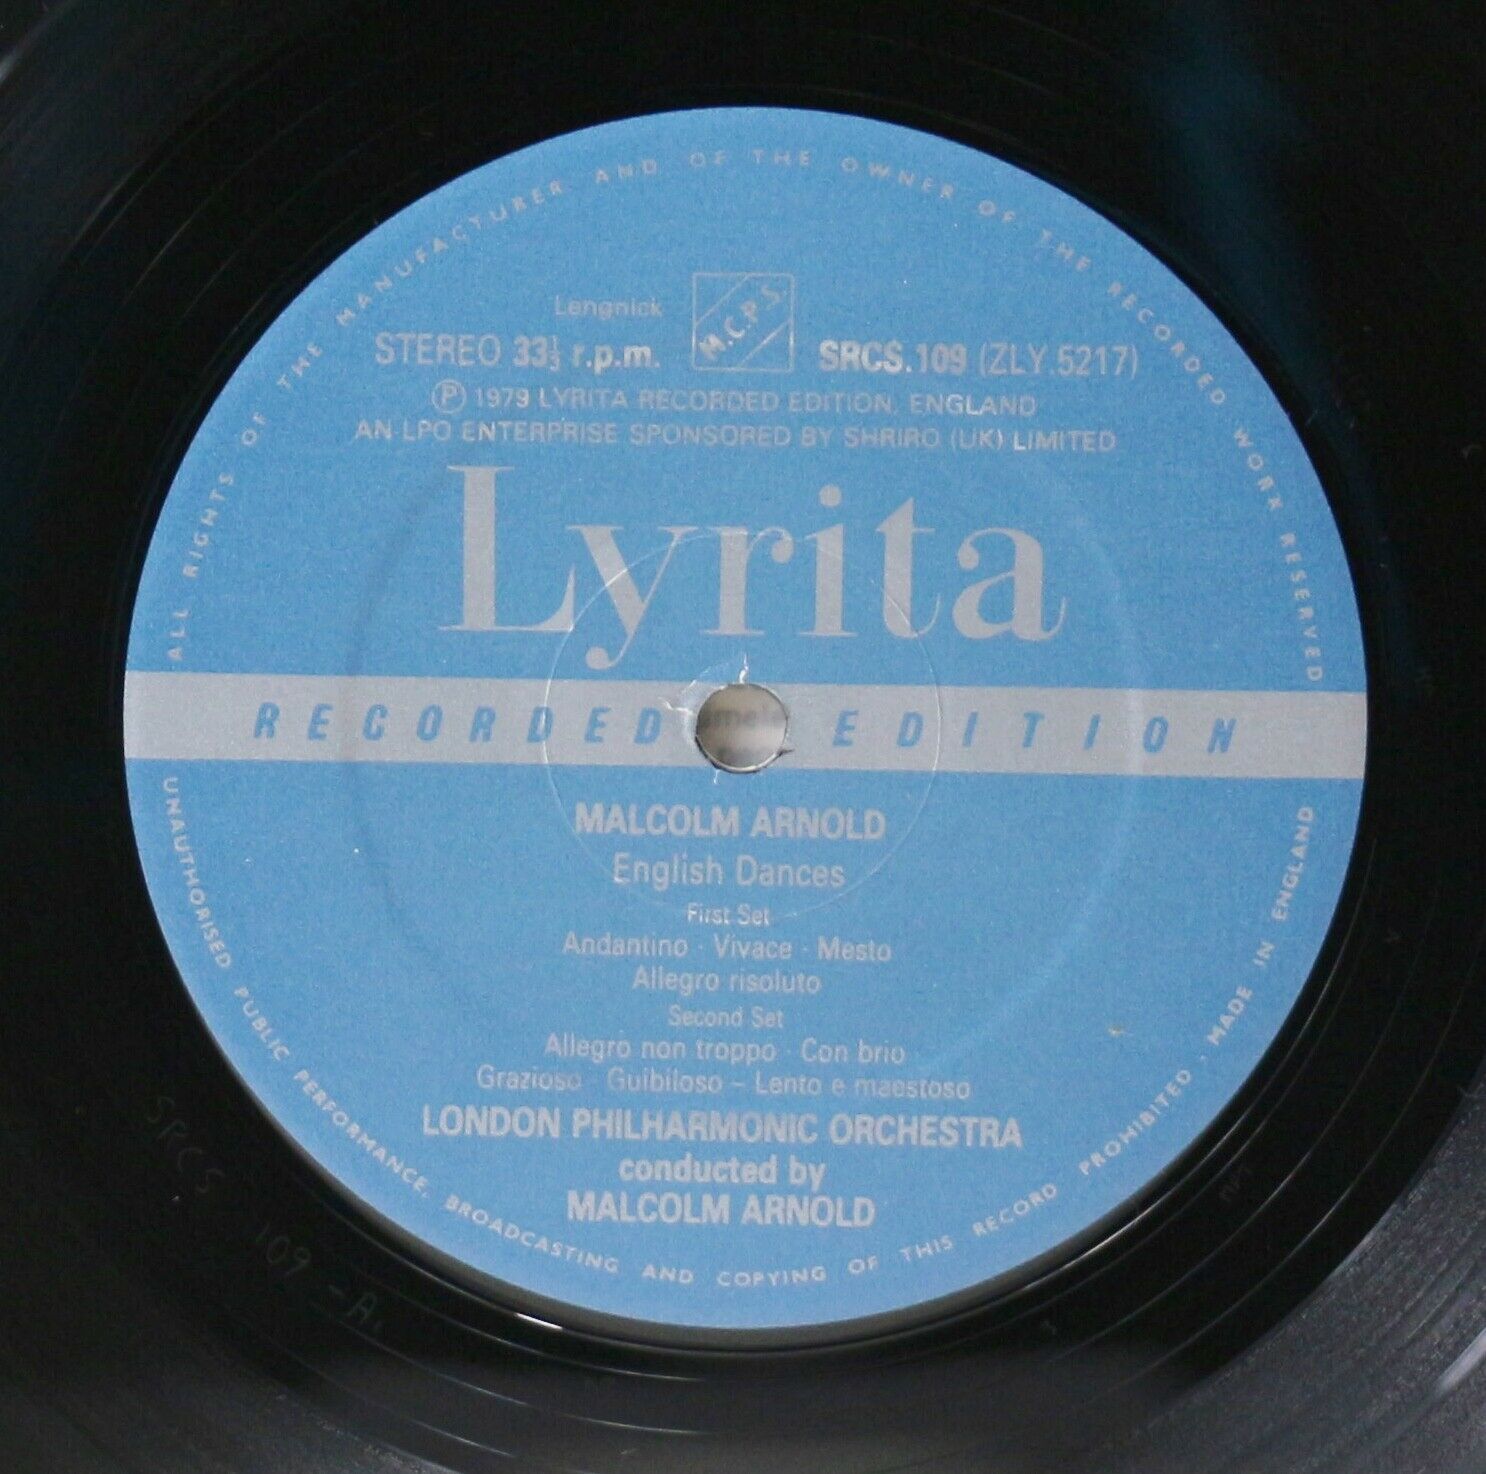 ALL RIGHTS OF THE MANUFACTURER AND OF THE OWNER OF THE RECORDED WORK RESERVED
Lengnick
M.C.P.S.
STEREO 33⅓ r.p.m.
SRCS.109 (ZLY.5217)
Ⓟ 1979 LYRITA RECORDED EDITION, ENGLAND
AN LPO ENTERPRISE SPONSORED BY SHRIRO (UK) LIMITED
Lyrita
RECORDED EDITION
MALCOLM ARNOLD
English Dances
First Set
Andantino · Vivace · Mesto
Allegro risoluto
Second Set
Allegro non troppo · Con brio
Grazioso · Guibiloso – Lento e maestoso
LONDON PHILHARMONIC ORCHESTRA
conducted by
MALCOLM ARNOLD
UNAUTHORISED PUBLIC PERFORMANCE, BROADCASTING AND COPYING OF THIS RECORD PROHIBITED · MADE IN ENGLAND
SRCS 109 -A.